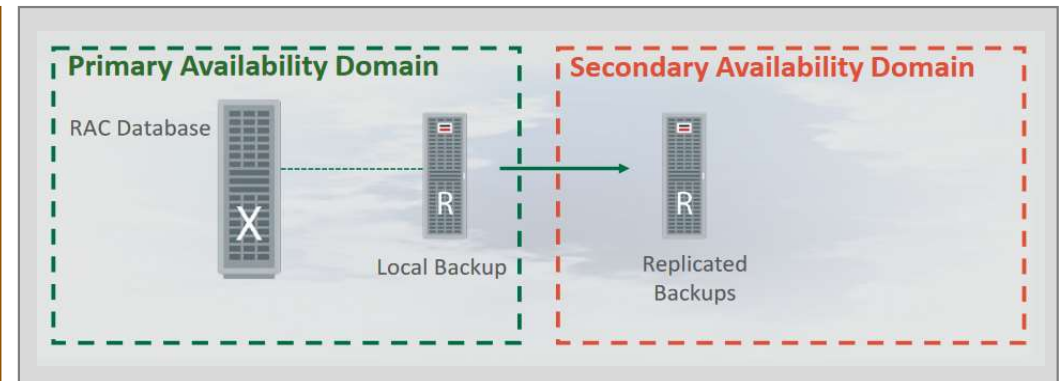 Primary Availability Domain
Secondary Availability Domain
RAC Database
X
R
R
Local Backup
Replicated
Backups